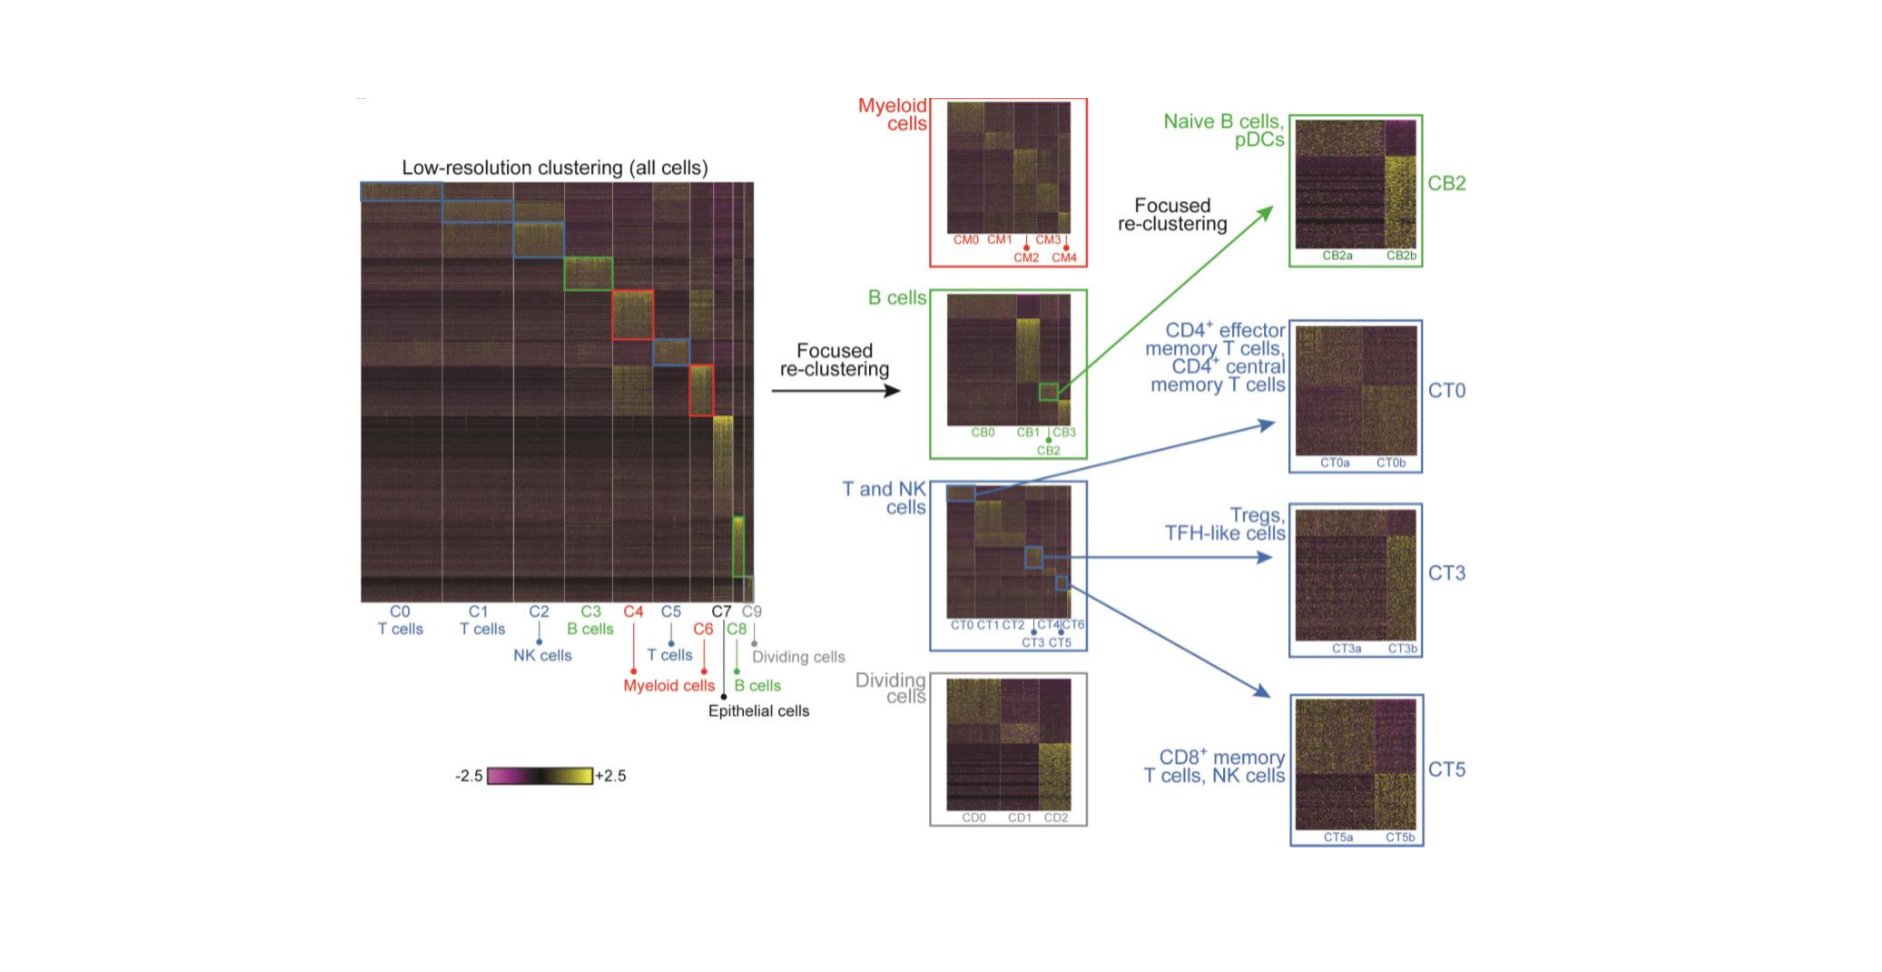 Low-resolution clustering (all cells)
C0
T cells
C1
T cells
C2
NK cells
C3
B cells
C4
C5
T cells
C6
Myeloid cells
C7
Epithelial cells
C8
B cells
C9
Dividing cells
-2.5
+2.5
Focused
re-clustering
Myeloid
cells
CM0
CM1
CM2
CM3
CM4
B cells
CB0
CB1
CB2
CB3
T and NK
cells
CT0
CT1
CT2
CT3
CT4
CT5
CT6
Dividing
cells
CD0
CD1
CD2
Focused
re-clustering
Naive B cells,
pDCs
CB2a
CB2b
CB2
CD4⁺ effector
memory T cells,
CD4⁺ central
memory T cells
CT0a
CT0b
CT0
Tregs,
TFH-like cells
CT3a
CT3b
CT3
CD8⁺ memory
T cells, NK cells
CT5a
CT5b
CT5